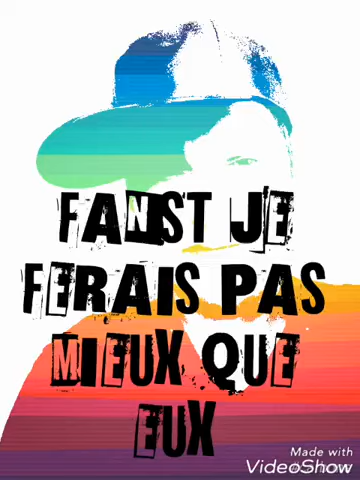 FANST JE
FERAIS PAS
MIEUX QUE
EUX
Made with
VideoShow